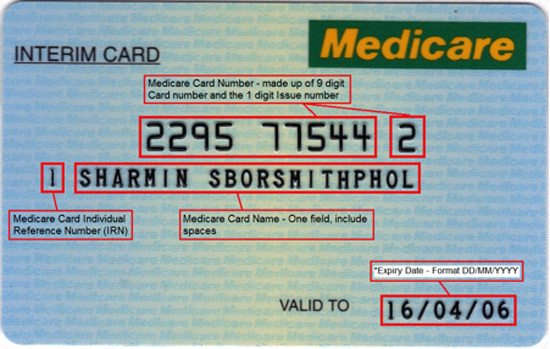 INTERIM CARD
Medicare
Medicare Card Number - made up of 9 digit
Card number and the 1 digit Issue number
2295 77544 2
1 SHARMIN SBORSMITHPHOL
Medicare Card Individual
Reference Number (IRN)
Medicare Card Name - One field, include
spaces
*Expiry Date - Format DD/MM/YYYY
VALID TO 16/04/06